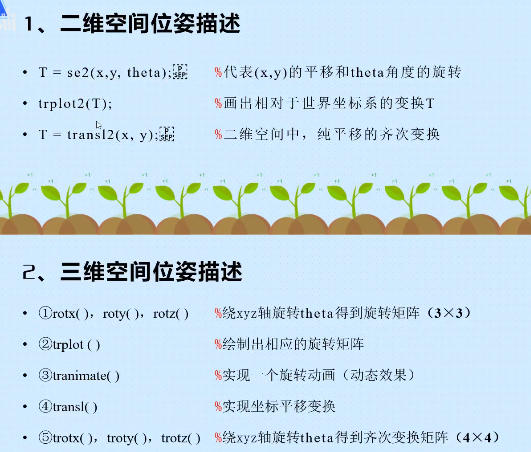 1、二维空间位姿描述
• T = se2(x,y, theta); %代表(x,y)的平移和theta角度的旋转
• trplot2(T); %画出相对于世界坐标系的变换T
• T = transl2(x, y); %二维空间中，纯平移的齐次变换
2、三维空间位姿描述
• ①rotx( )，roty( )，rotz( ) %绕xyz轴旋转theta得到旋转矩阵（3×3）
• ②trplot ( ) %绘制出相应的旋转矩阵
• ③tranimate( ) %实现一个旋转动画（动态效果）
• ④transl( ) %实现坐标平移变换
• ⑤trotx( )，troty( )，trotz( ) %绕xyz轴旋转theta得到齐次变换矩阵（4×4）